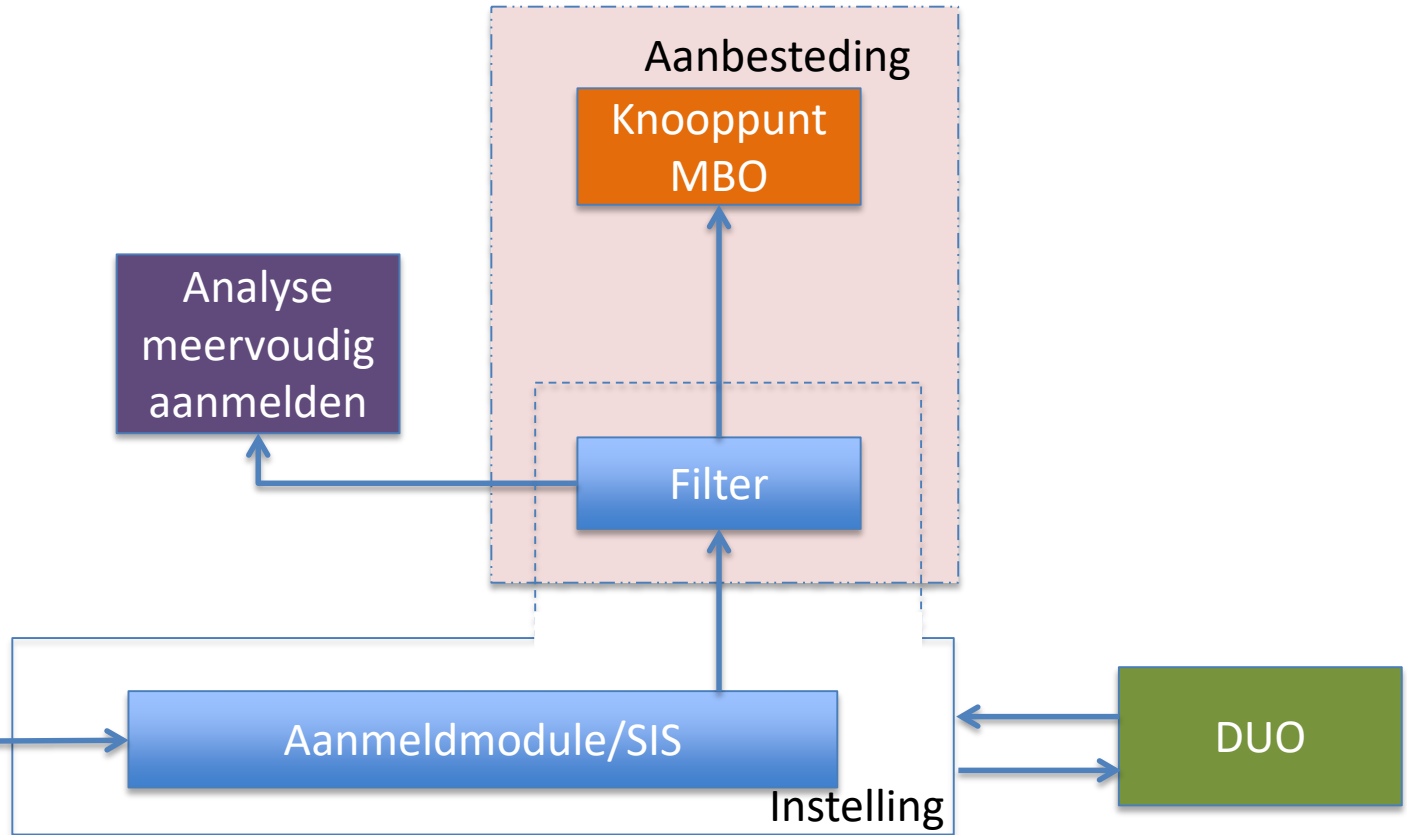 Aanbesteding
Knooppunt
MBO
Analyse
meervoudig
aanmelden
Filter
Aanmeldmodule/SIS
DUO
Instelling